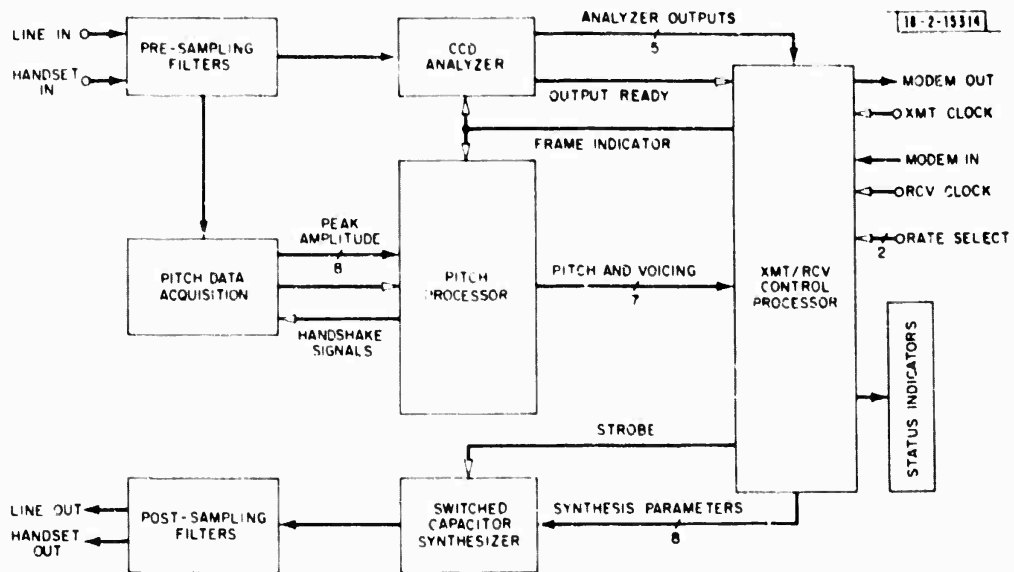 ANALYZER OUTPUTS
5
18-2-15314
LINE IN
HANDSET
IN
PRE-SAMPLING
FILTERS
CCD
ANALYZER
OUTPUT READY
FRAME INDICATOR
MODEM OUT
XMT CLOCK
MODEM IN
RCV CLOCK
RATE SELECT
2
PEAK
AMPLITUDE
8
PITCH DATA
ACQUISITION
HANDSHAKE
SIGNALS
PITCH
PROCESSOR
PITCH AND VOICING
7
XMT/RCV
CONTROL
PROCESSOR
STATUS INDICATORS
STROBE
LINE OUT
HANDSET
OUT
POST-SAMPLING
FILTERS
SWITCHED
CAPACITOR
SYNTHESIZER
SYNTHESIS PARAMETERS
8